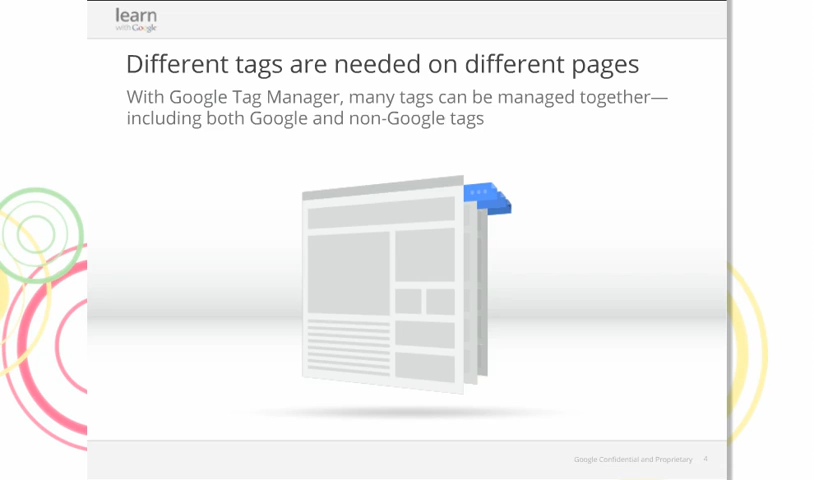 learn
with Google
Different tags are needed on different pages
With Google Tag Manager, many tags can be managed together—
including both Google and non-Google tags
Google Confidential and Proprietary 4